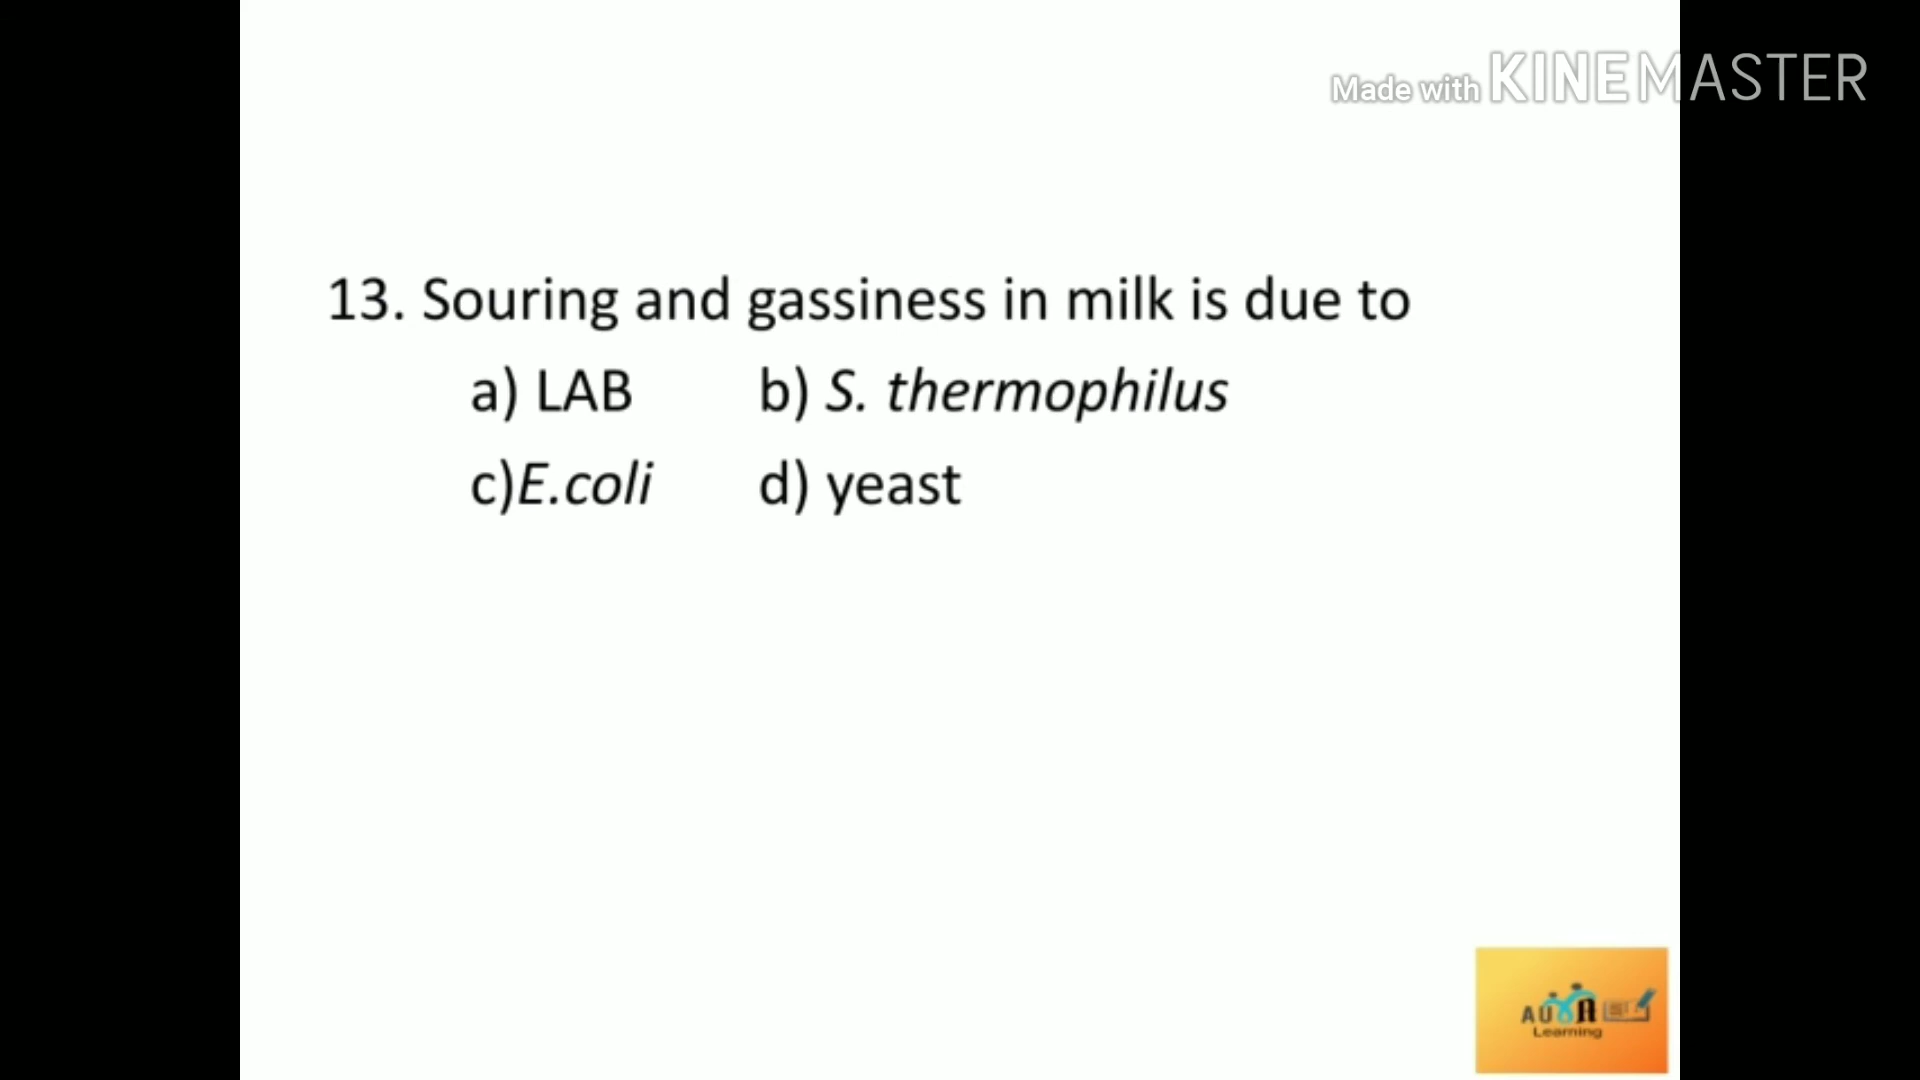 Made with KINEMASTER
13. Souring and gassiness in milk is due to
a) LAB b) S. thermophilus
c)E.coli d) yeast
Learning